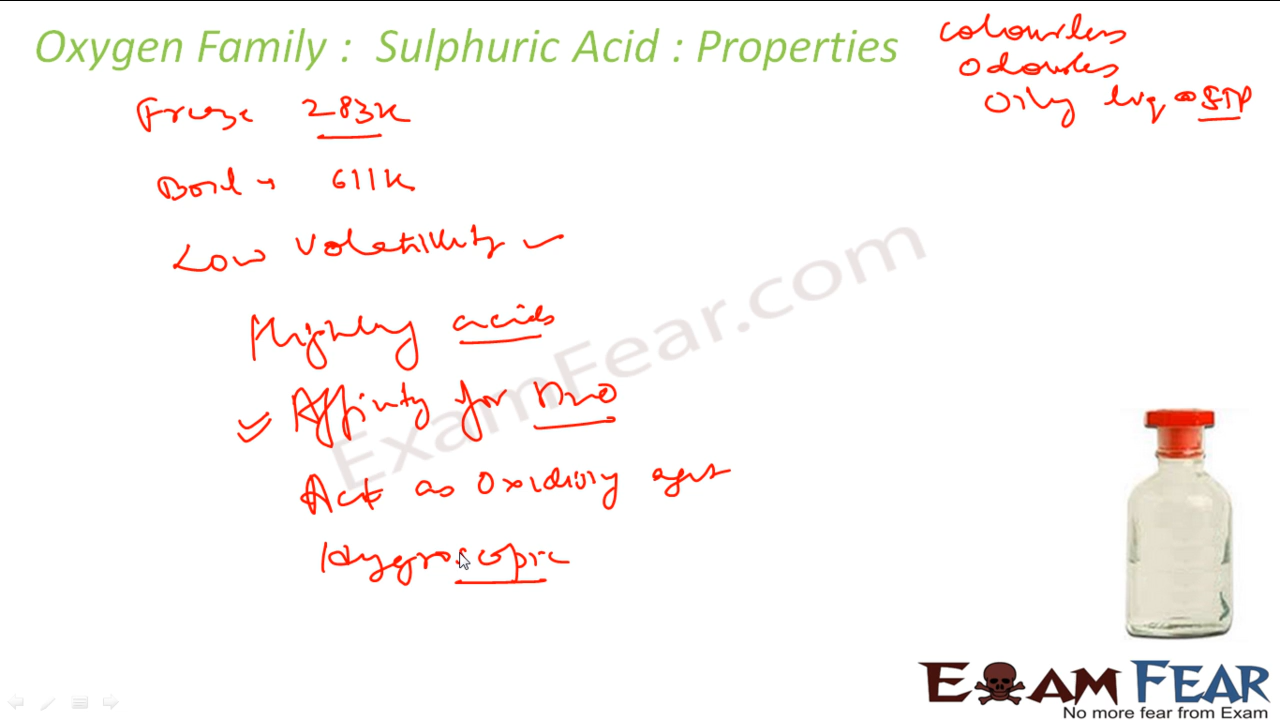 Oxygen Family : Sulphuric Acid : Properties
colourless
odourless
Oily liq @ STP
Freeze 283K
Boil → 611K
Low Volatility ✓
Highly acidic
Affinity for H2O
Act as Oxidising agent
Hygroscopic
ExamFear.com
EXAM FEAR
No more fear from Exam